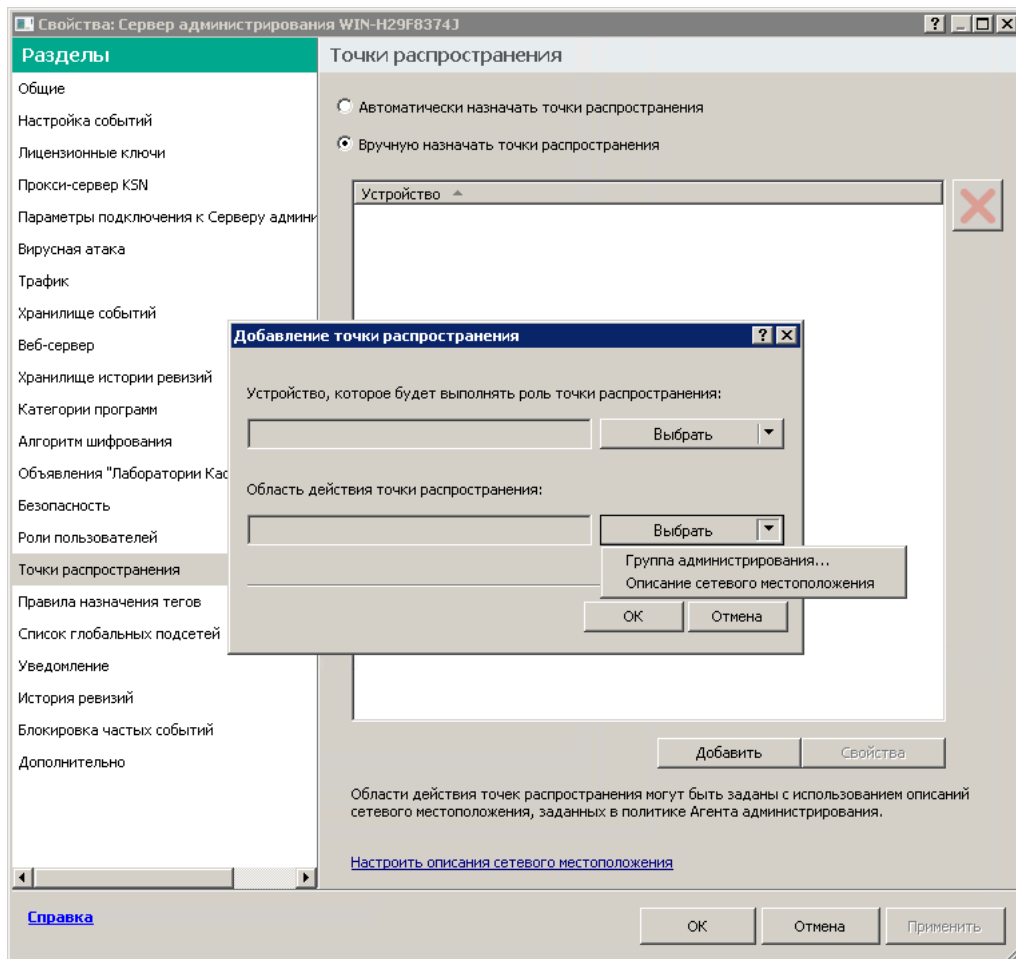 Свойства: Сервер администрирования WIN-H29F8374J
Разделы
Общие
Настройка событий
Лицензионные ключи
Прокси-сервер KSN
Параметры подключения к Серверу админи
Вирусная атака
Трафик
Хранилище событий
Веб-сервер
Хранилище истории ревизий
Категории программ
Алгоритм шифрования
Объявления "Лаборатории Кас
Безопасность
Роли пользователей
Точки распространения
Правила назначения тегов
Список глобальных подсетей
Уведомление
История ревизий
Блокировка частых событий
Дополнительно
Точки распространения
Автоматически назначать точки распространения
Вручную назначать точки распространения
Устройство
Добавление точки распространения
Устройство, которое будет выполнять роль точки распространения:
Выбрать
Область действия точки распространения:
Выбрать
Группа администрирования...
Описание сетевого местоположения
ОК Отмена
Добавить Свойства
Области действия точек распространения могут быть заданы с использованием описаний
сетевого местоположения, заданных в политике Агента администрирования.
Настроить описания сетевого местоположения
Справка
ОК Отмена Применить